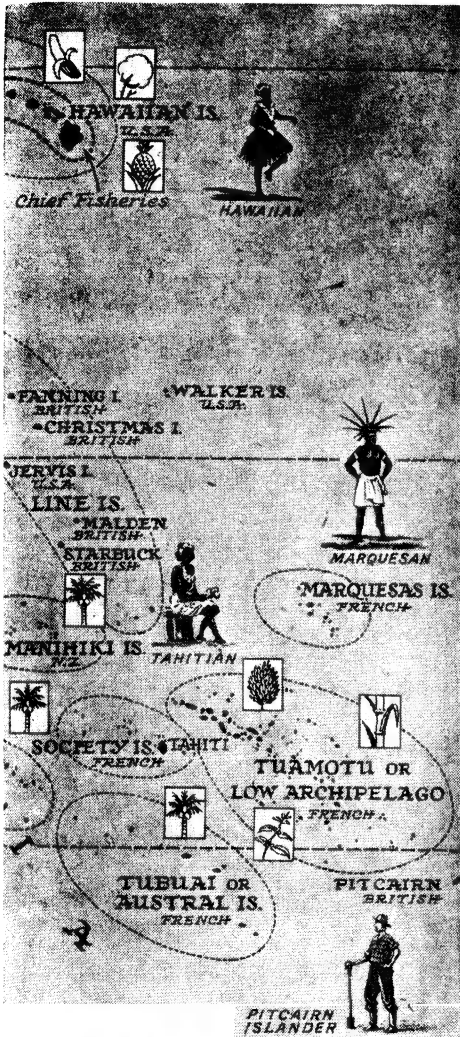 HAWAIIAN IS.
U.S.A.
Chief Fisheries
HAWAIIAN
FANNING I.
BRITISH
WALKER IS.
U.S.A.
CHRISTMAS I.
BRITISH
JERVIS I.
U.S.A.
LINE IS.
MALDEN
BRITISH
STARBUCK
BRITISH
MARQUESAN
MARQUESAS IS.
FRENCH
MANIHIKI IS.
N.Z.
TAHITIAN
SOCIETY IS.
FRENCH
TAHITI
TUAMOTU OR
LOW ARCHIPELAGO
FRENCH
TUBUAI OR
AUSTRAL IS.
FRENCH
PITCAIRN
BRITISH
PITCAIRN
ISLANDER